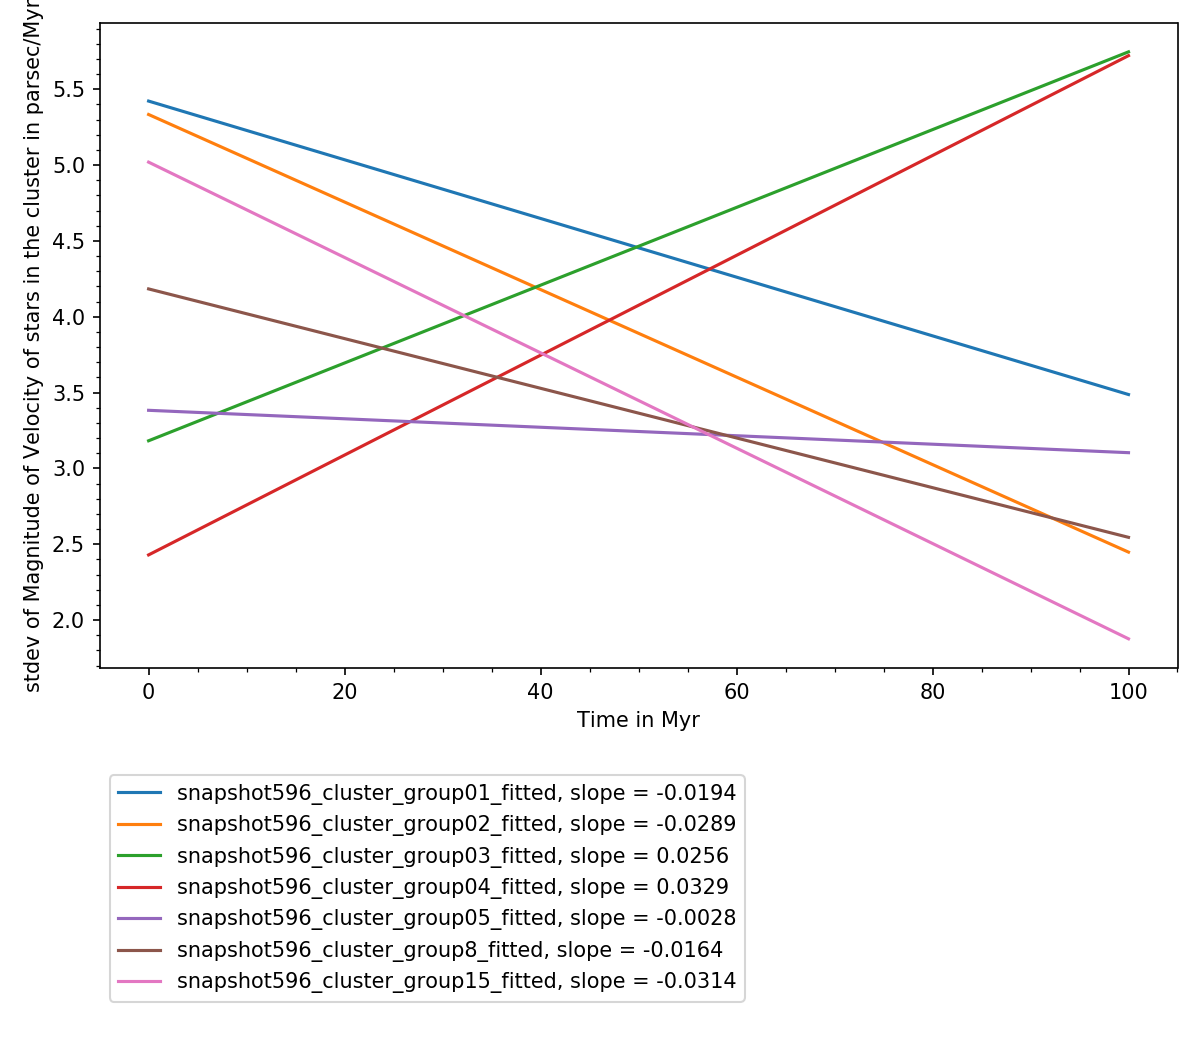 stdev of Magnitude of Velocity of stars in the cluster in parsec/Myr
5.5
5.0
4.5
4.0
3.5
3.0
2.5
2.0
0 20 40 60 80 100
Time in Myr
snapshot596_cluster_group01_fitted, slope = -0.0194
snapshot596_cluster_group02_fitted, slope = -0.0289
snapshot596_cluster_group03_fitted, slope = 0.0256
snapshot596_cluster_group04_fitted, slope = 0.0329
snapshot596_cluster_group05_fitted, slope = -0.0028
snapshot596_cluster_group8_fitted, slope = -0.0164
snapshot596_cluster_group15_fitted, slope = -0.0314